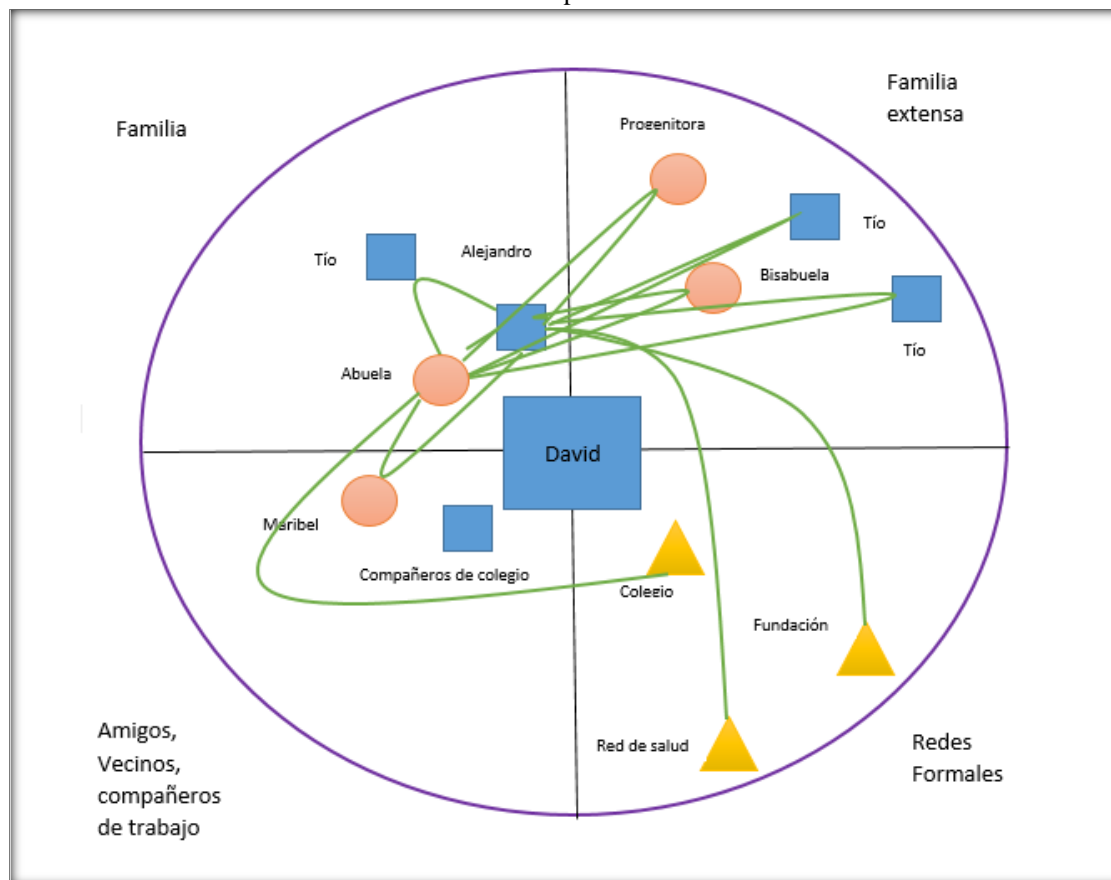 Familia
Familia
extensa
Progenitora
Tío
Alejandro
Tío
Bisabuela
Tío
Abuela
David
Maribel
Compañeros de colegio
Colegio
Fundación
Amigos,
Vecinos,
compañeros
de trabajo
Red de salud
Redes
Formales